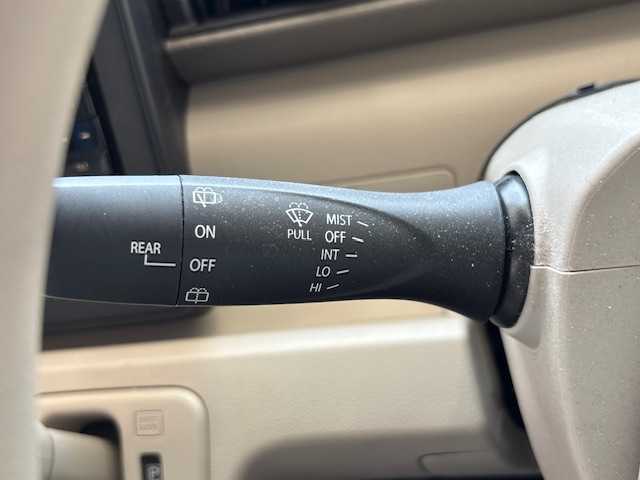 REAR
ON
OFF
PULL
MIST
OFF
INT
LO
HI
P